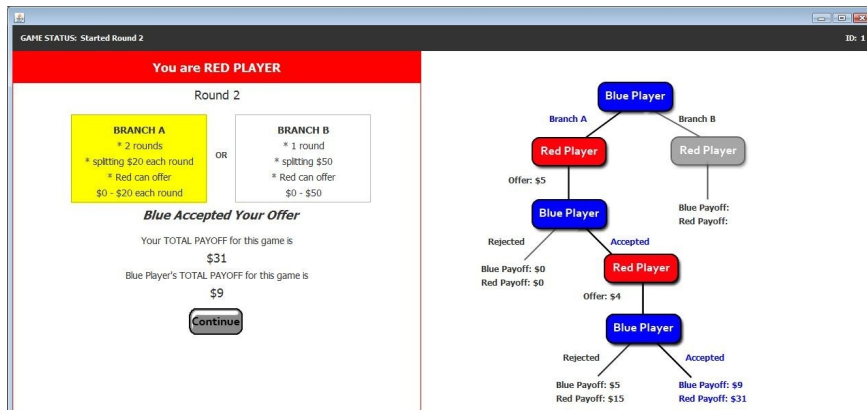 GAME STATUS: Started Round 2
ID: 1
You are RED PLAYER
Round 2
BRANCH A
* 2 rounds
* splitting $20 each round
* Red can offer
$0 - $20 each round
OR
BRANCH B
* 1 round
* splitting $50
* Red can offer
$0 - $50
Blue Accepted Your Offer
Your TOTAL PAYOFF for this game is
$31
Blue Player's TOTAL PAYOFF for this game is
$9
Continue
Blue Player
Branch A
Branch B
Red Player
Red Player
Offer: $5
Blue Payoff:
Red Payoff:
Blue Player
Rejected
Accepted
Blue Payoff: $0
Red Payoff: $0
Red Player
Offer: $4
Blue Player
Rejected
Accepted
Blue Payoff: $5
Red Payoff: $15
Blue Payoff: $9
Red Payoff: $31